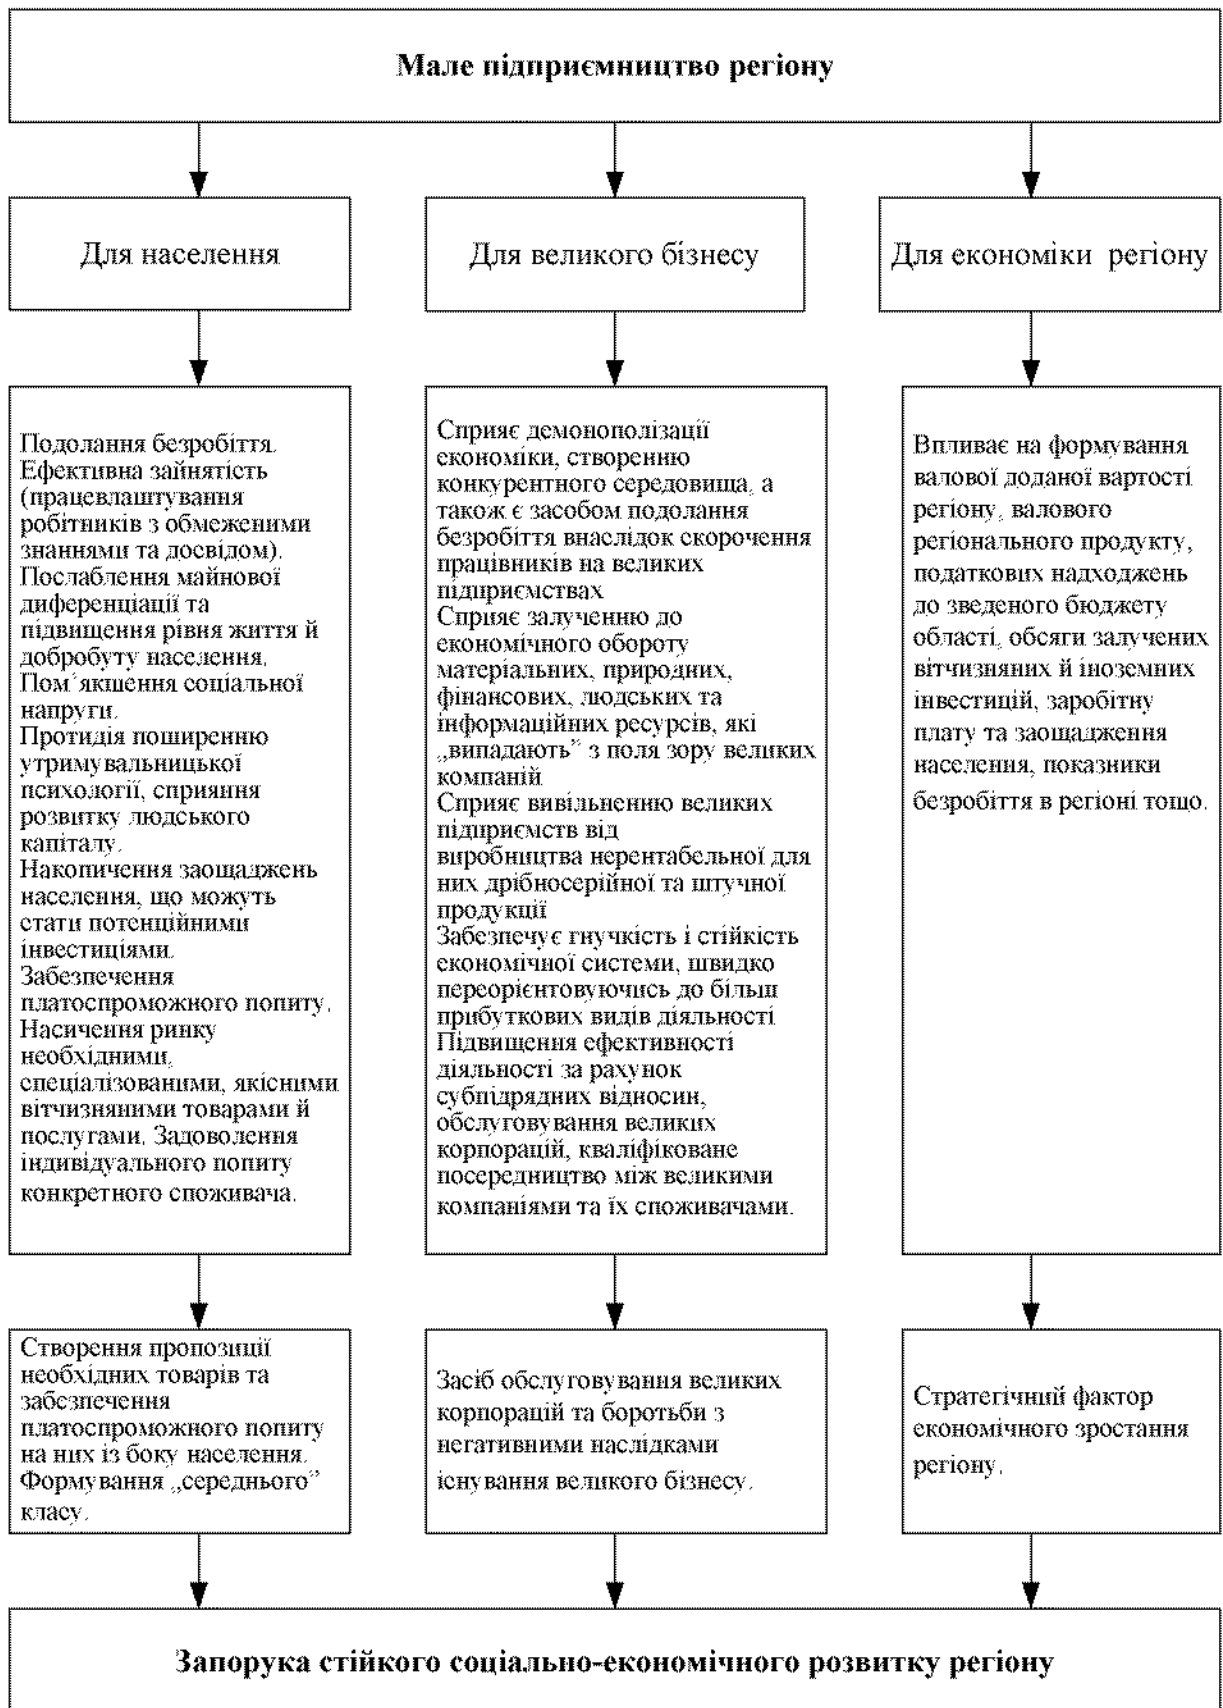 Мале підприємництво регіону
Для населення
Для великого бізнесу
Для економіки регіону
Подолання безробіття.
Ефективна зайнятість
(працевлаштування
робітників з обмеженими
знаннями та досвідом).
Послаблення майнової
диференціації та
підвищення рівня життя й
добробуту населення.
Пом’якшення соціальної
напруги.
Протидія поширенню
утримувальницької
психології, сприяння
розвитку людського
капіталу.
Накопичення заощаджень
населення, що можуть
стати потенційними
інвестиціями.
Забезпечення
платоспроможного попиту.
Насичення ринку
необхідними,
спеціалізованими, якісними
вітчизняними товарами й
послугами. Задоволення
індивідуального попиту
конкретного споживача.
Сприяє демонополізації
економіки, створенню
конкурентного середовища, а
також є засобом подолання
безробіття внаслідок скорочення
працівників на великих
підприємствах
Сприяє залученню до
економічного обороту
матеріальних, природних,
фінансових, людських та
інформаційних ресурсів, які
„випадають” з поля зору великих
компаній
Сприяє вивільненню великих
підприємств від
виробництва нерентабельної для
них дрібносерійної та штучної
продукції
Забезпечує гнучкість і стійкість
економічної системи, швидко
переорієнтовуючись до більш
прибуткових видів діяльності
Підвищення ефективності
діяльності за рахунок
субпідрядних відносин,
обслуговування великих
корпорацій, кваліфіковане
посередництво між великими
компаніями та їх споживачами.
Впливає на формування
валової доданої вартості
регіону, валового
регіонального продукту,
податкових надходжень
до зведеного бюджету
області, обсяги залучених
вітчизняних й іноземних
інвестицій, заробітну
плату та заощадження
населення, показники
безробіття в регіоні тощо.
Створення пропозиції
необхідних товарів та
забезпечення
платоспроможного попиту
на них із боку населення.
Формування „середнього”
класу.
Засіб обслуговування великих
корпорацій та боротьби з
негативними наслідками
існування великого бізнесу.
Стратегічний фактор
економічного зростання
регіону.
Запорука стійкого соціально-економічного розвитку регіону